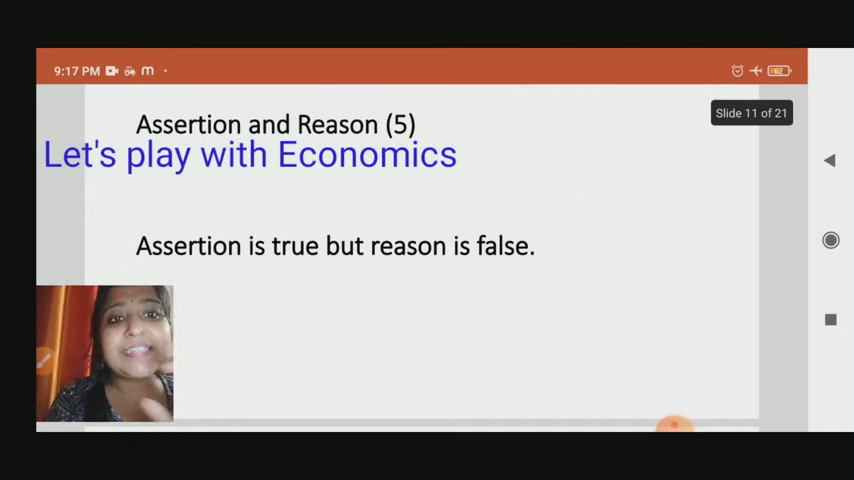 9:17 PM
62
Slide 11 of 21
Assertion and Reason (5)
Let's play with Economics
Assertion is true but reason is false.